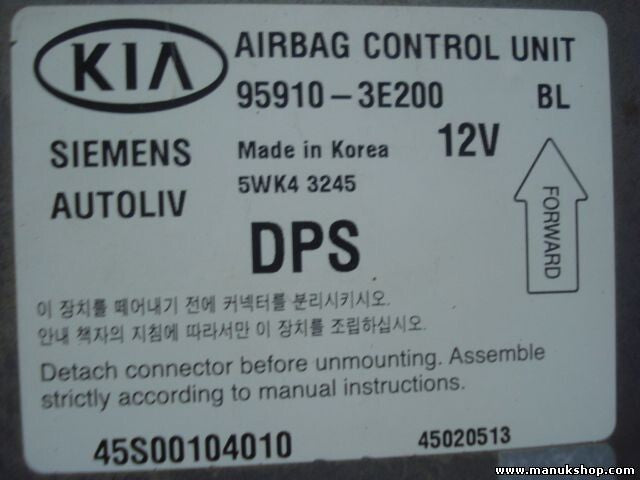 KIA AIRBAG CONTROL UNIT
95910-3E200 BL
SIEMENS Made in Korea 12V
AUTOLIV 5WK4 3245
FORWARD
DPS
이 장치를 떼어내기 전에 커넥터를 분리시키시오.
안내 책자의 지침에 따라서만 이 장치를 조립하십시오.
Detach connector before unmounting. Assemble
strictly according to manual instructions.
45S00104010 45020513
www.manukshop.com